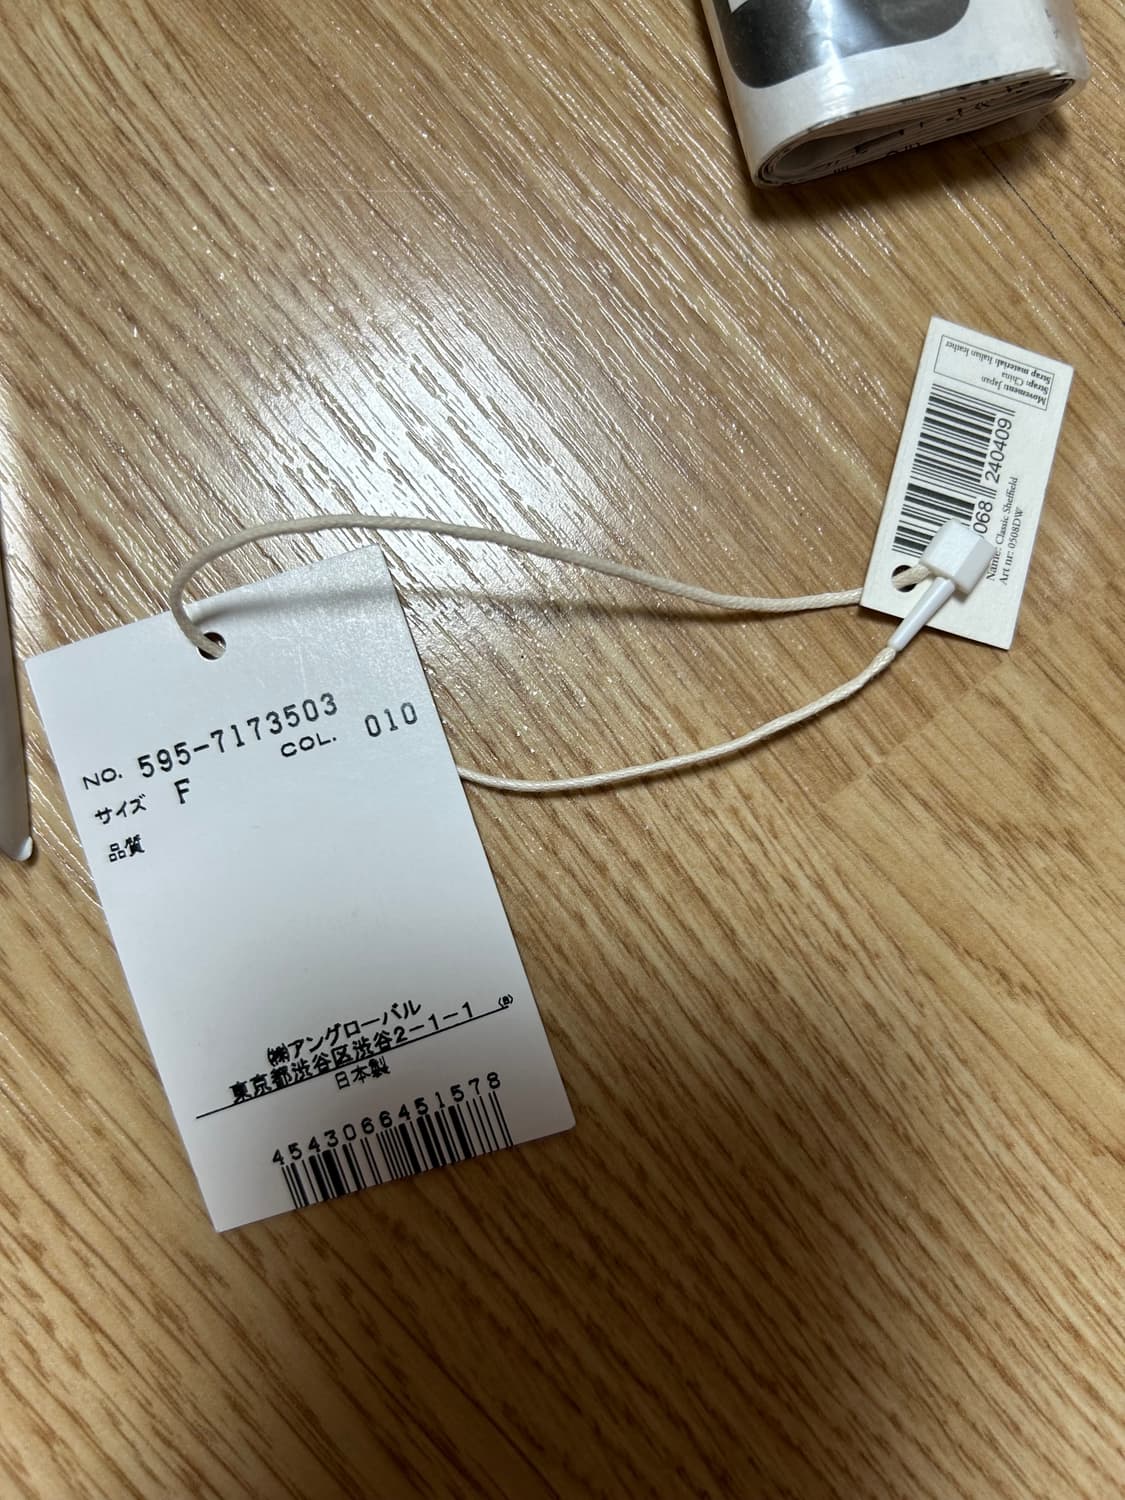 NO. 595-7173503
COL. 010
サイズ F
品質
㈱アングローバル
東京都渋谷区渋谷2-1-1 (B)
日本製
4543066451578
Movement: Japan
Strap: China
Strap material: Italian leather
068 240409
Name: Classic Sheffield
Art nr: 0508DW